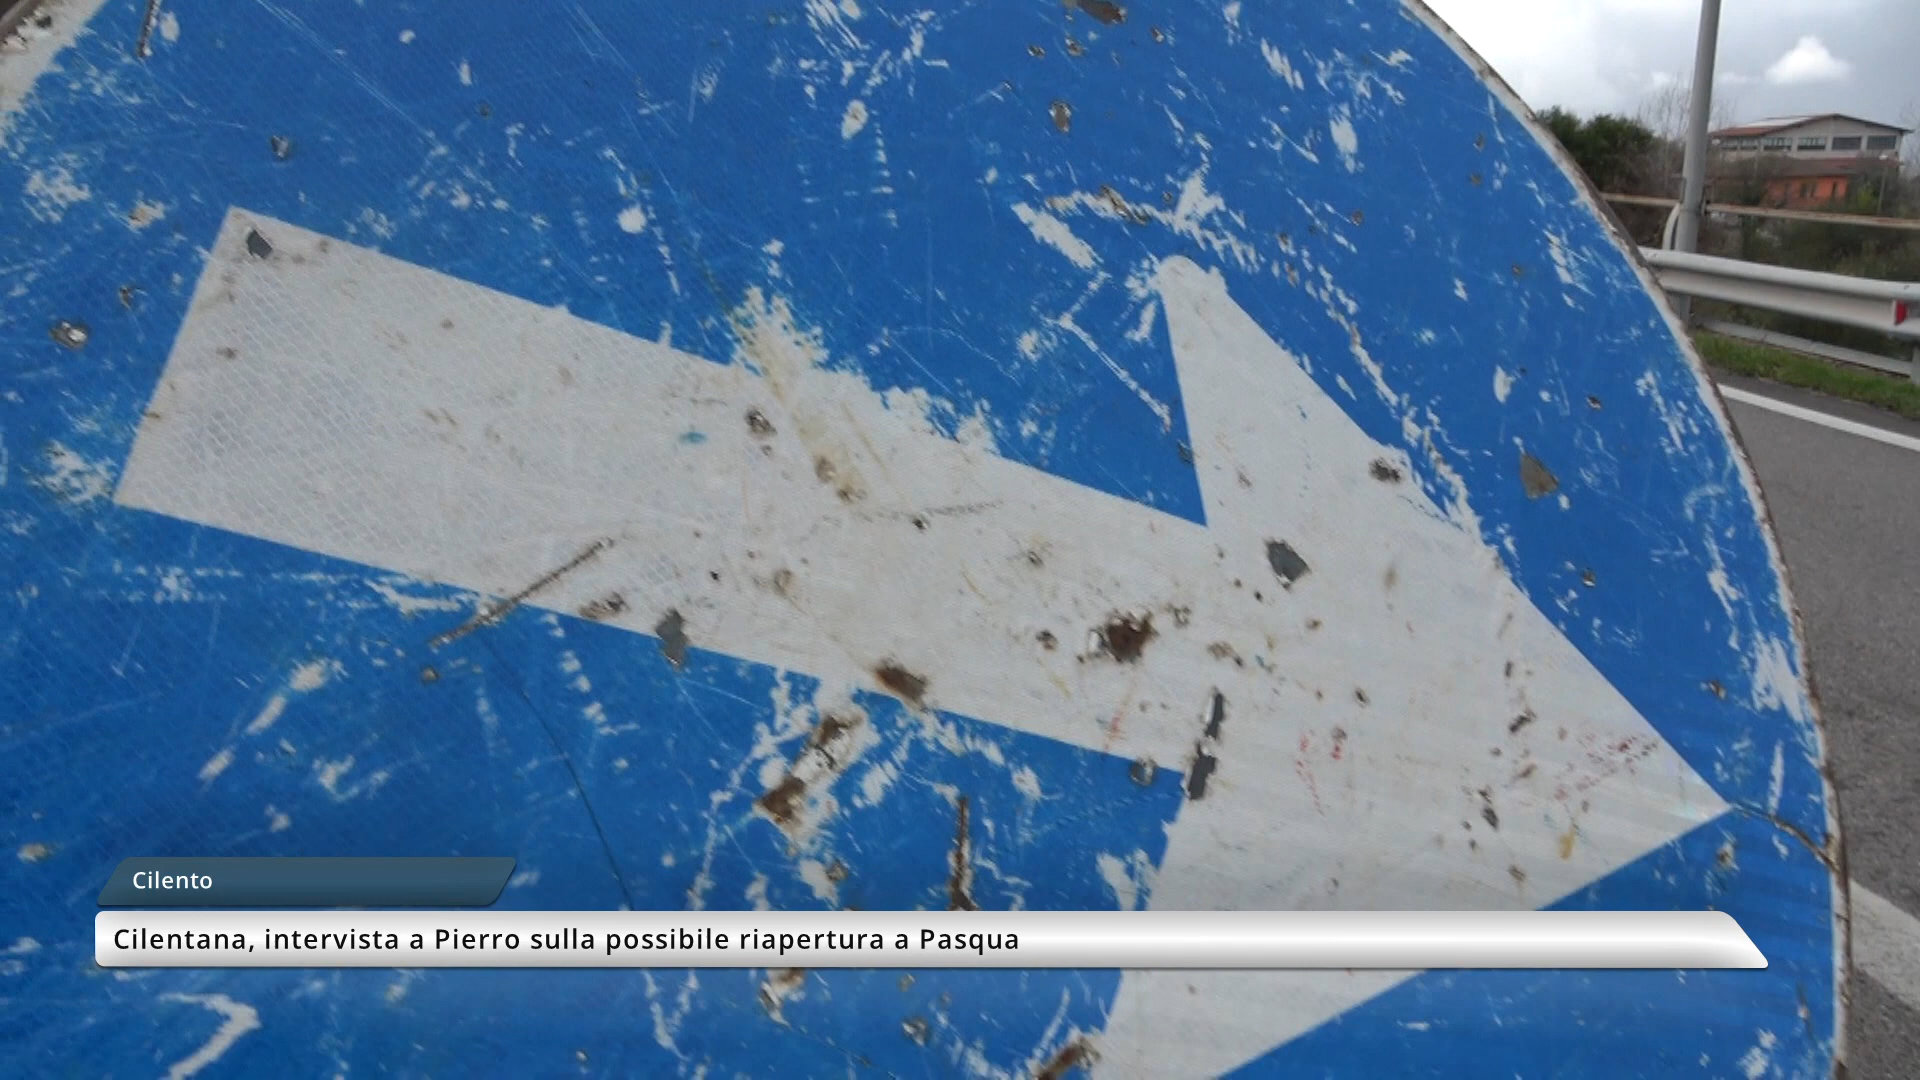 Cilento
Cilentana, intervista a Pierro sulla possibile riapertura a Pasqua